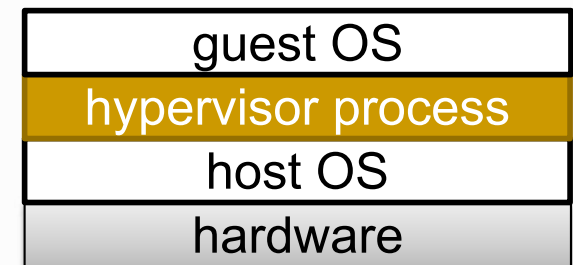 guest OS
hypervisor process
host OS
hardware